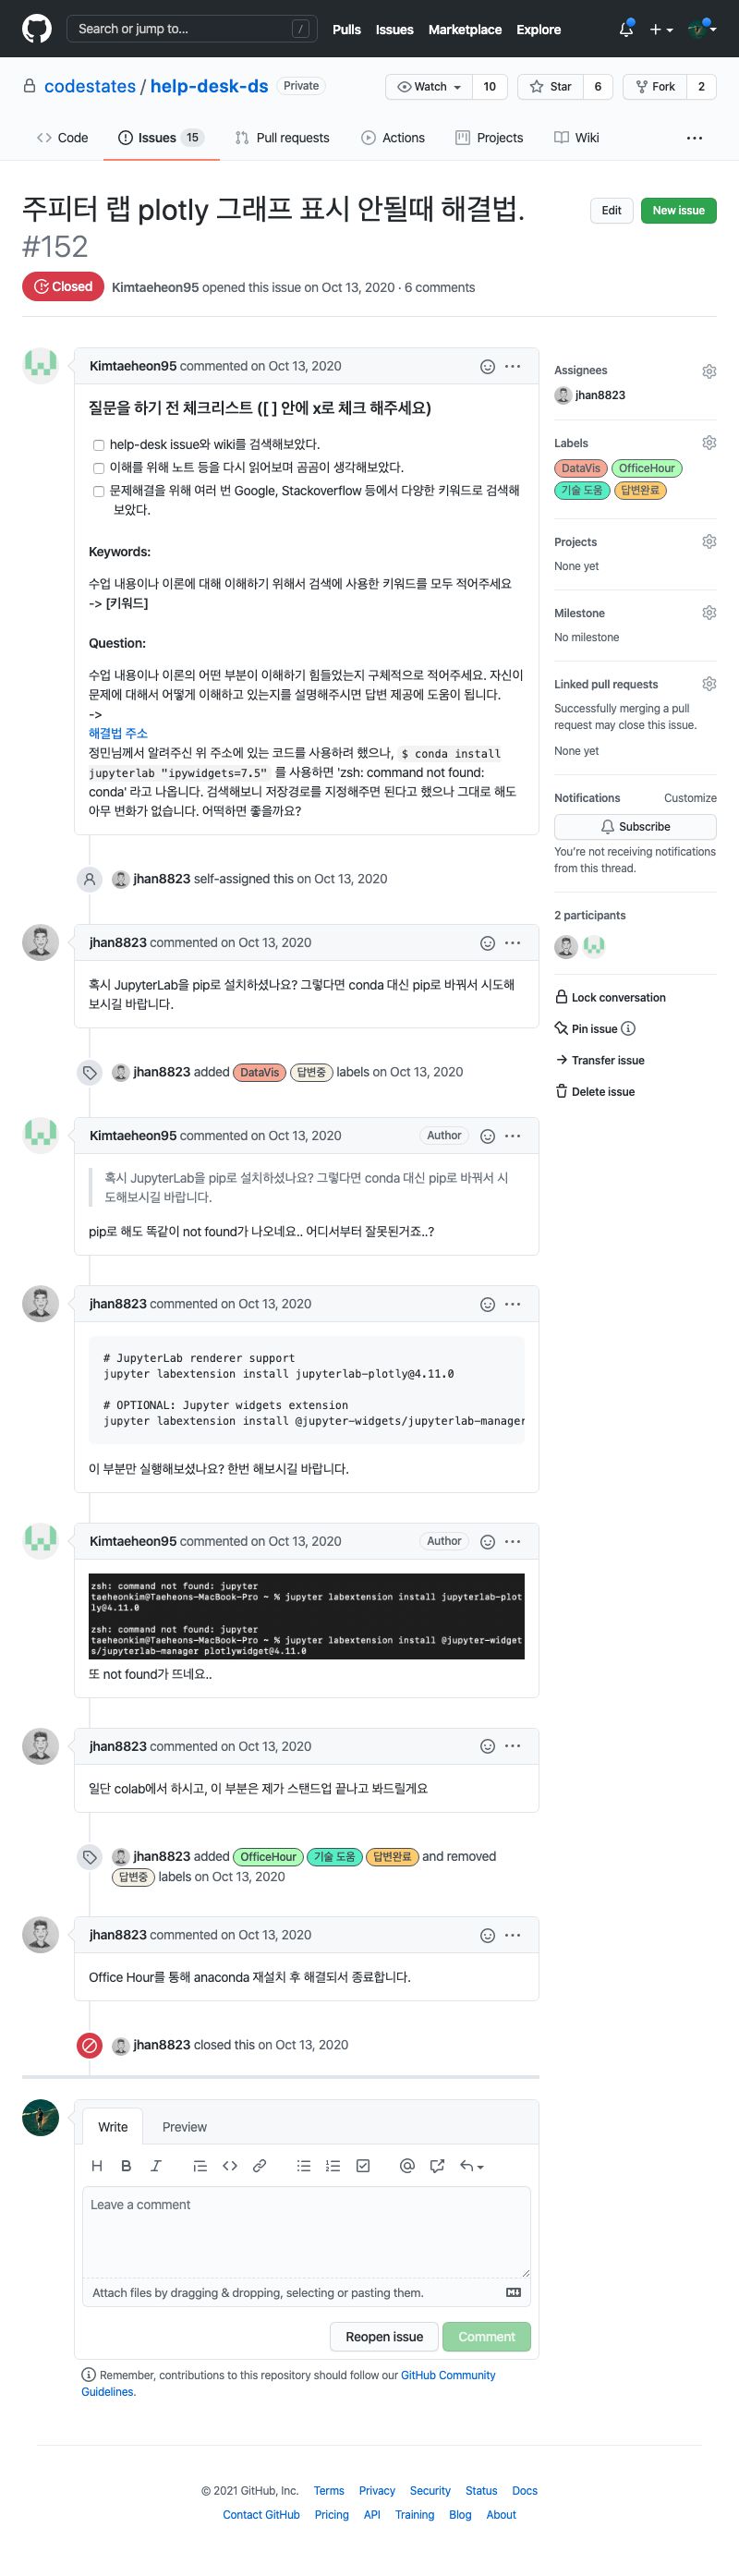 Search or jump to... /
Pulls Issues Marketplace Explore
codestates / help-desk-ds Private
Watch 10 Star 6 Fork 2
Code Issues 15 Pull requests Actions Projects Wiki
주피터 랩 plotly 그래프 표시 안될때 해결법.
#152
Edit New issue
Closed Kimtaeheon95 opened this issue on Oct 13, 2020 · 6 comments
Kimtaeheon95 commented on Oct 13, 2020
질문을 하기 전 체크리스트 ([ ] 안에 x로 체크 해주세요)
help-desk issue와 wiki를 검색해보았다.
이해를 위해 노트 등을 다시 읽어보며 곰곰이 생각해보았다.
문제해결을 위해 여러 번 Google, Stackoverflow 등에서 다양한 키워드로 검색해
보았다.
Keywords:
수업 내용이나 이론에 대해 이해하기 위해서 검색에 사용한 키워드를 모두 적어주세요
-> [키워드]
Question:
수업 내용이나 이론의 어떤 부분이 이해하기 힘들었는지 구체적으로 적어주세요. 자신이
문제에 대해서 어떻게 이해하고 있는지를 설명해주시면 답변 제공에 도움이 됩니다.
->
해결법 주소
정민님께서 알려주신 위 주소에 있는 코드를 사용하려 했으나, $ conda install
jupyterlab "ipywidgets=7.5" 를 사용하면 'zsh: command not found:
conda' 라고 나옵니다. 검색해보니 저장경로를 지정해주면 된다고 했으나 그대로 해도
아무 변화가 없습니다. 어떡하면 좋을까요?
jhan8823 self-assigned this on Oct 13, 2020
jhan8823 commented on Oct 13, 2020
혹시 JupyterLab을 pip로 설치하셨나요? 그렇다면 conda 대신 pip로 바꿔서 시도해
보시길 바랍니다.
jhan8823 added DataVis 답변중 labels on Oct 13, 2020
Kimtaeheon95 commented on Oct 13, 2020 Author
혹시 JupyterLab을 pip로 설치하셨나요? 그렇다면 conda 대신 pip로 바꿔서 시
도해보시길 바랍니다.
pip로 해도 똑같이 not found가 나오네요.. 어디서부터 잘못된거죠..?
jhan8823 commented on Oct 13, 2020
# JupyterLab renderer support
jupyter labextension install jupyterlab-plotly@4.11.0
# OPTIONAL: Jupyter widgets extension
jupyter labextension install @jupyter-widgets/jupyterlab-manager
이 부분만 실행해보셨나요? 한번 해보시길 바랍니다.
Kimtaeheon95 commented on Oct 13, 2020 Author
zsh: command not found: jupyter
taeheonkim@Taeheons-MacBook-Pro ~ % jupyter labextension install jupyterlab-plot
ly@4.11.0
zsh: command not found: jupyter
taeheonkim@Taeheons-MacBook-Pro ~ % jupyter labextension install @jupyter-widget
s/jupyterlab-manager plotlywidget@4.11.0
또 not found가 뜨네요..
jhan8823 commented on Oct 13, 2020
일단 colab에서 하시고, 이 부분은 제가 스탠드업 끝나고 봐드릴게요
jhan8823 added OfficeHour 기술 도움 답변완료 and removed
답변중 labels on Oct 13, 2020
jhan8823 commented on Oct 13, 2020
Office Hour를 통해 anaconda 재설치 후 해결되서 종료합니다.
jhan8823 closed this on Oct 13, 2020
Write Preview
H B I
Leave a comment
Attach files by dragging & dropping, selecting or pasting them.
Reopen issue Comment
Remember, contributions to this repository should follow our GitHub Community
Guidelines.
Assignees
jhan8823
Labels
DataVis OfficeHour
기술 도움 답변완료
Projects
None yet
Milestone
No milestone
Linked pull requests
Successfully merging a pull
request may close this issue.
None yet
Notifications Customize
Subscribe
You're not receiving notifications
from this thread.
2 participants
Lock conversation
Pin issue
Transfer issue
Delete issue
© 2021 GitHub, Inc. Terms Privacy Security Status Docs
Contact GitHub Pricing API Training Blog About